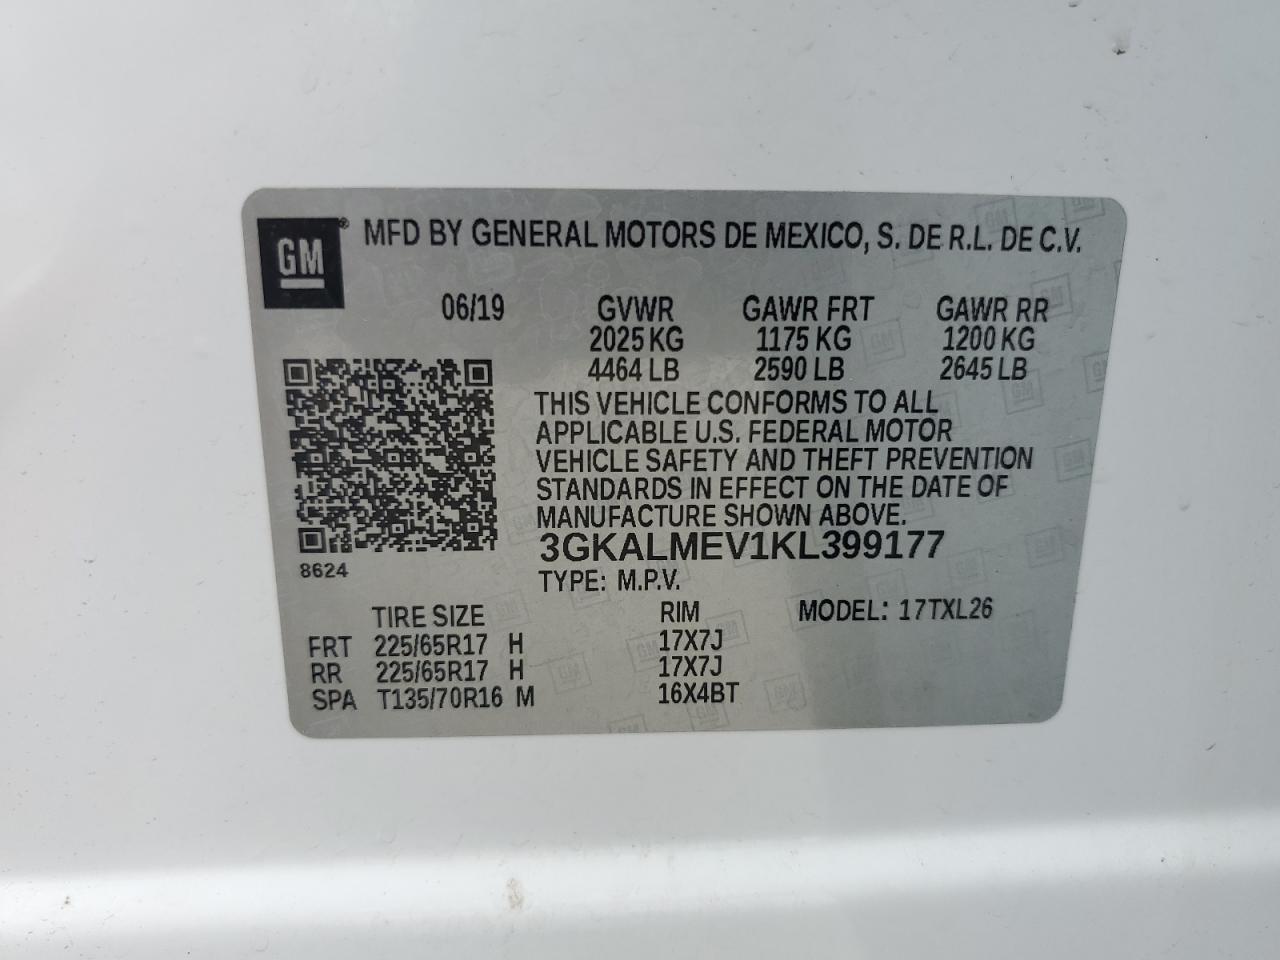 GM® MFD BY GENERAL MOTORS DE MEXICO, S. DE R.L. DE C.V.
06/19 GVWR GAWR FRT GAWR RR
2025 KG 1175 KG 1200 KG
4464 LB 2590 LB 2645 LB
THIS VEHICLE CONFORMS TO ALL
APPLICABLE U.S. FEDERAL MOTOR
VEHICLE SAFETY AND THEFT PREVENTION
STANDARDS IN EFFECT ON THE DATE OF
MANUFACTURE SHOWN ABOVE.
3GKALMEV1KL399177
8624
TYPE: M.P.V.
TIRE SIZE RIM MODEL: 17TXL26
FRT 225/65R17 H 17X7J
RR 225/65R17 H 17X7J
SPA T135/70R16 M 16X4BT